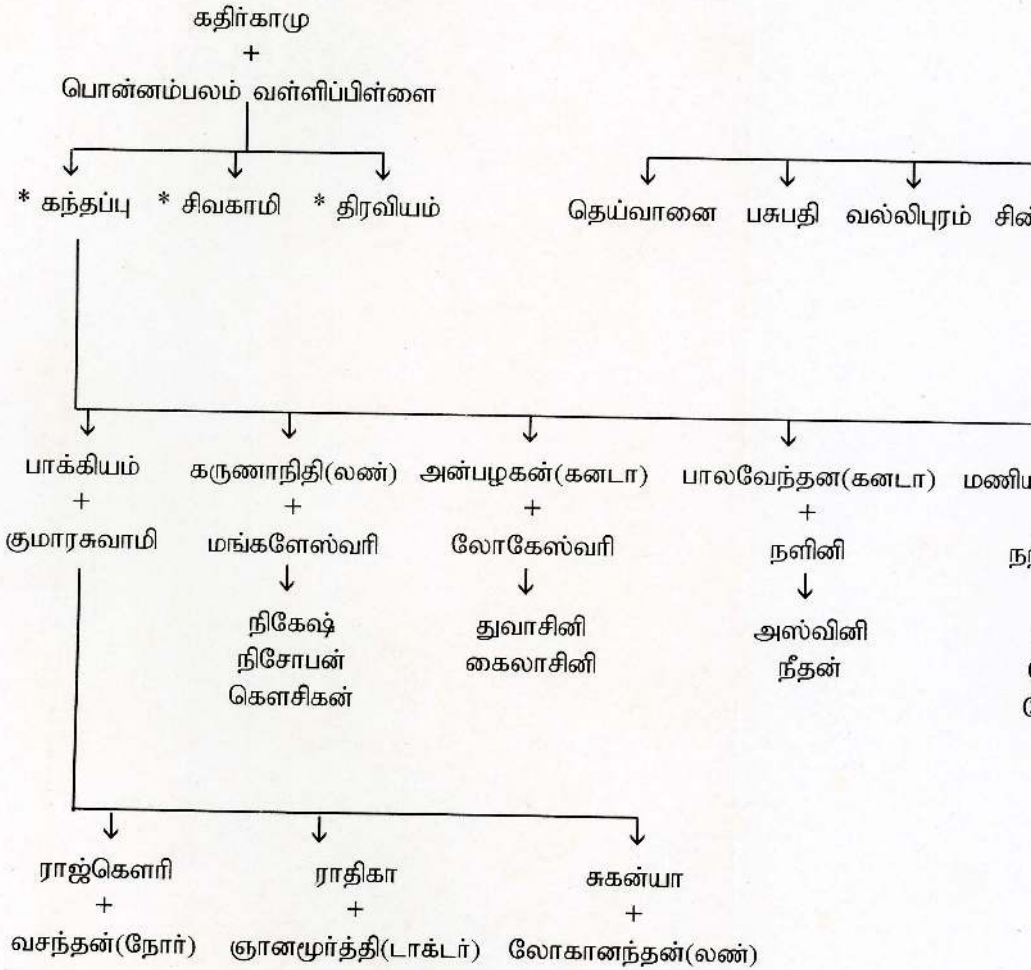 கதிர்காமு
+
பொன்னம்பலம் வள்ளிப்பிள்ளை
* கந்தப்பு * சிவகாமி * திரவியம்
தெய்வானை பசுபதி வல்லிபுரம்
பாக்கியம் கருணாநிதி(லண்) அன்பழகன்(கனடா) பாலவேந்தன(கனடா)
+ + + +
குமாரசுவாமி மங்களேஸ்வரி லோகேஸ்வரி நளினி
நிகேஷ் துவாசினி அஸ்வினி
நிசோபன் கைலாசினி நீதன்
கௌசிகன்
ராஜ்கௌரி ராதிகா சுகன்யா
+ + +
வசந்தன்(நோர்) ஞானமூர்த்தி(டாக்டர்) லோகானந்தன்(லண்)